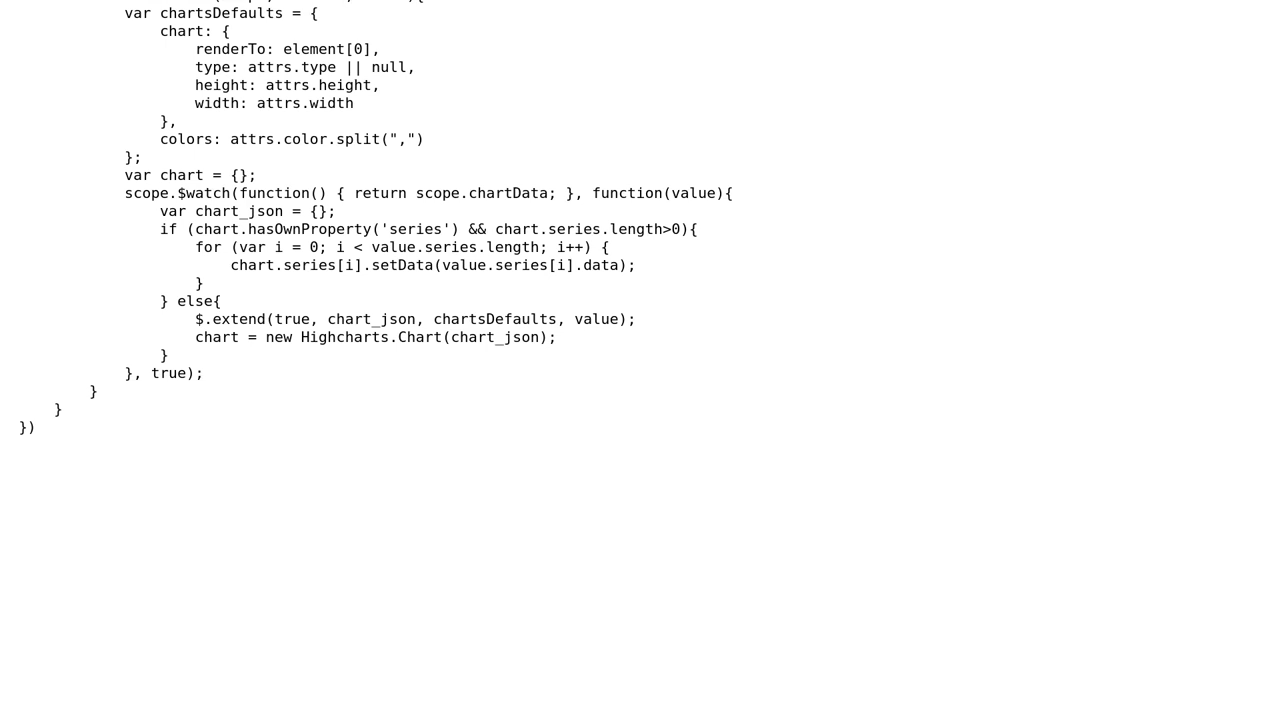 var chartsDefaults = {
                chart: {
                    renderTo: element[0],
                    type: attrs.type || null,
                    height: attrs.height,
                    width: attrs.width
                },
                colors: attrs.color.split(",")
            };
            var chart = {};
            scope.$watch(function() { return scope.chartData; }, function(value){
                var chart_json = {};
                if (chart.hasOwnProperty('series') && chart.series.length>0){
                    for (var i = 0; i < value.series.length; i++) {
                        chart.series[i].setData(value.series[i].data);
                    }
                } else{
                    $.extend(true, chart_json, chartsDefaults, value);
                    chart = new Highcharts.Chart(chart_json);
                }
            }, true);
        }
    }
})